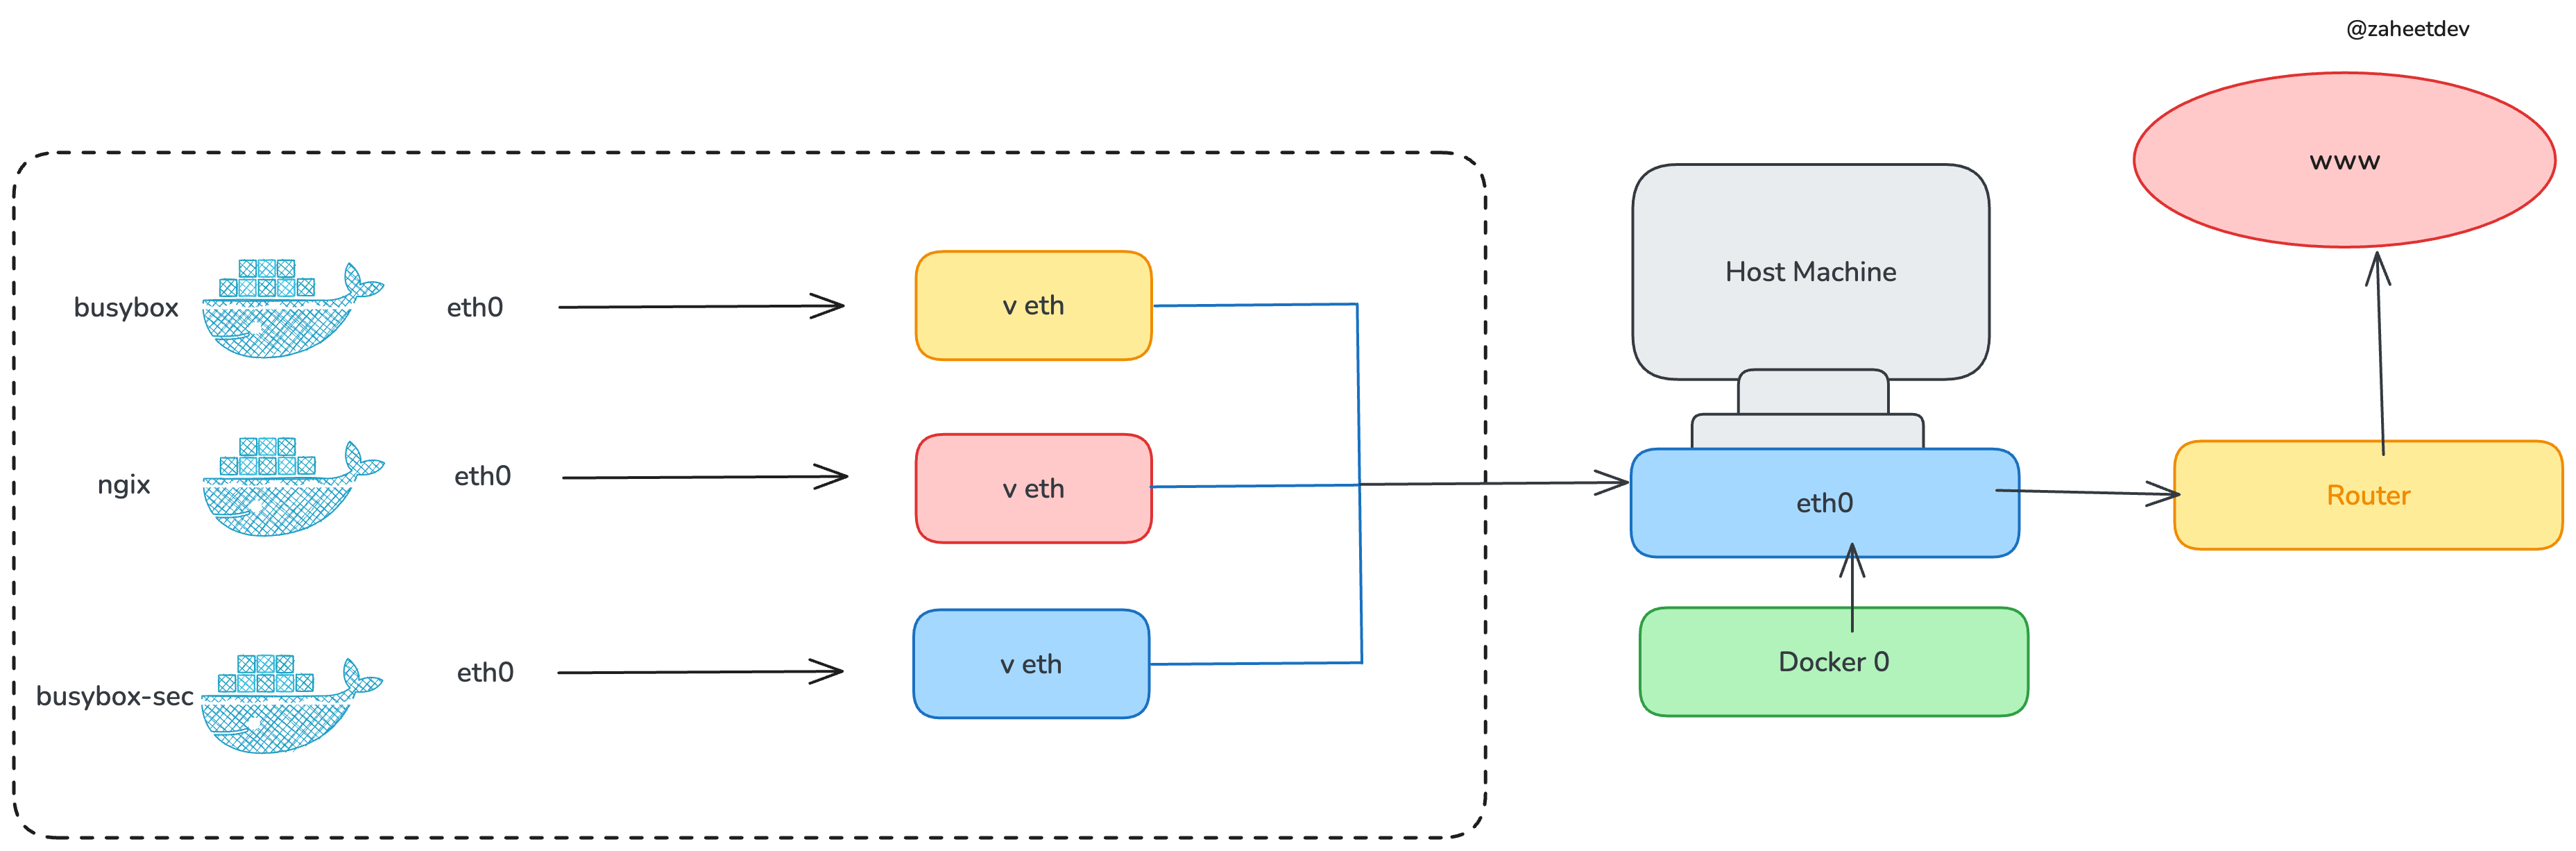 @zaheetdev
www
Host Machine
busybox
eth0
v eth
ngix
eth0
v eth
eth0
Router
busybox-sec
eth0
v eth
Docker 0